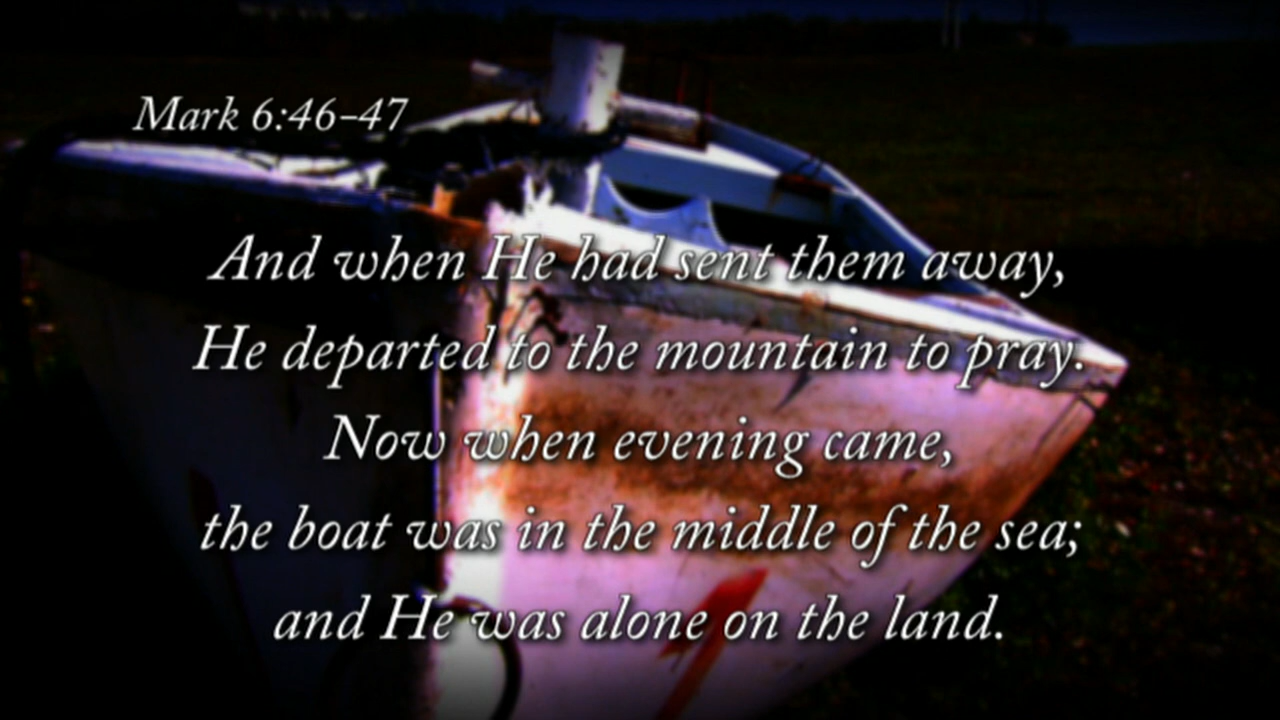 Mark 6:46-47
And when He had sent them away,
He departed to the mountain to pray.
Now when evening came,
the boat was in the middle of the sea;
and He was alone on the land.